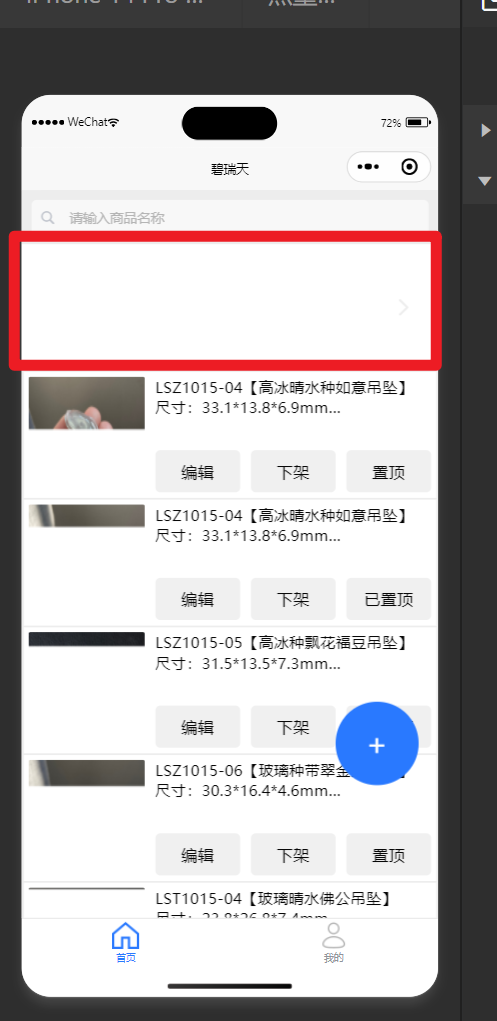 WeChat
72%
碧瑞天
请输入商品名称
LSZ1015-04【高冰晴水种如意吊坠】
尺寸：33.1*13.8*6.9mm...
编辑 下架 置顶
LSZ1015-04【高冰晴水种如意吊坠】
尺寸：33.1*13.8*6.9mm...
编辑 下架 已置顶
LSZ1015-05【高冰种飘花福豆吊坠】
尺寸：31.5*13.5*7.3mm...
编辑 下架
+
LSZ1015-06【玻璃种带翠金
尺寸：30.3*16.4*4.6mm...
编辑 下架 置顶
LST1015-04【玻璃晴水佛公吊坠】
首页 我的